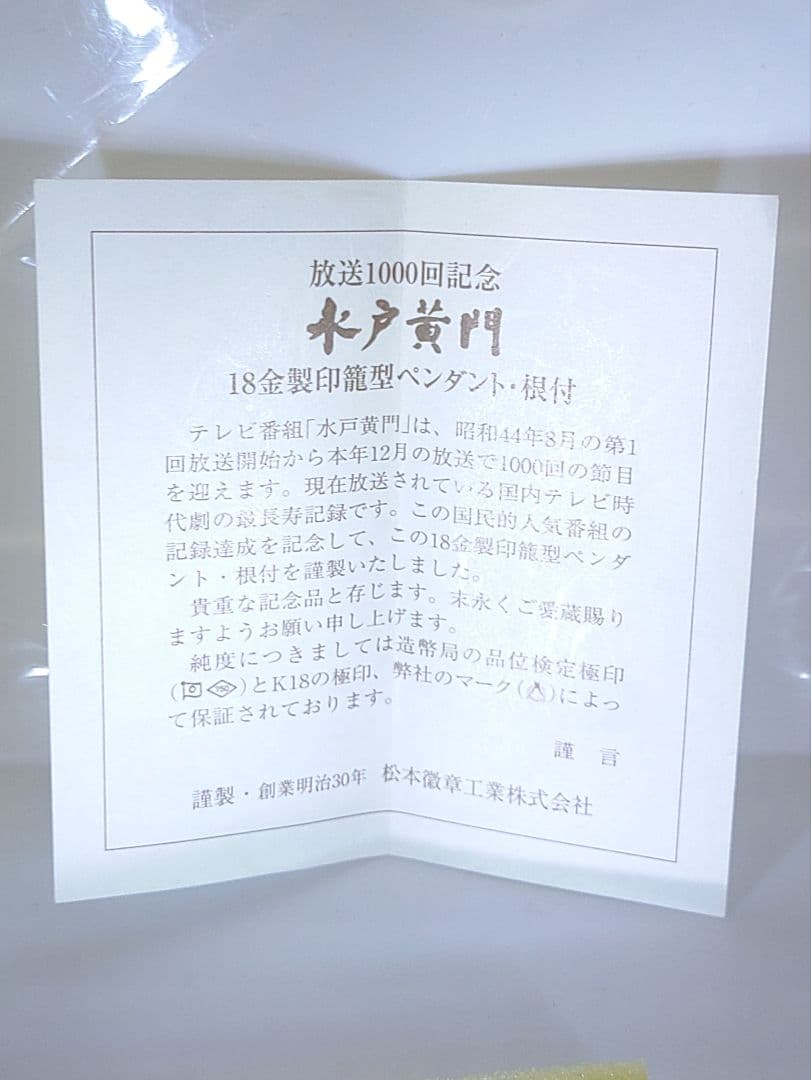 放送1000回記念
水戸黄門
18金製印籠型ペンダント・根付
テレビ番組「水戸黄門」は、昭和44年8月の第1
回放送開始から本年12月の放送で1000回の節目
を迎えます。現在放送されている国内テレビ時
代劇の最長寿記録です。この国民的人気番組の
記録達成を記念して、この18金製印籠型ペンダ
ント・根付を謹製いたしました。
貴重な記念品と存じます。末永くご愛蔵賜り
ますようお願い申し上げます。
純度につきましては造幣局の品位検定極印
(750)とK18の極印、弊社のマーク()によっ
て保証されております。
謹 言
謹製・創業明治30年 松本徽章工業株式会社